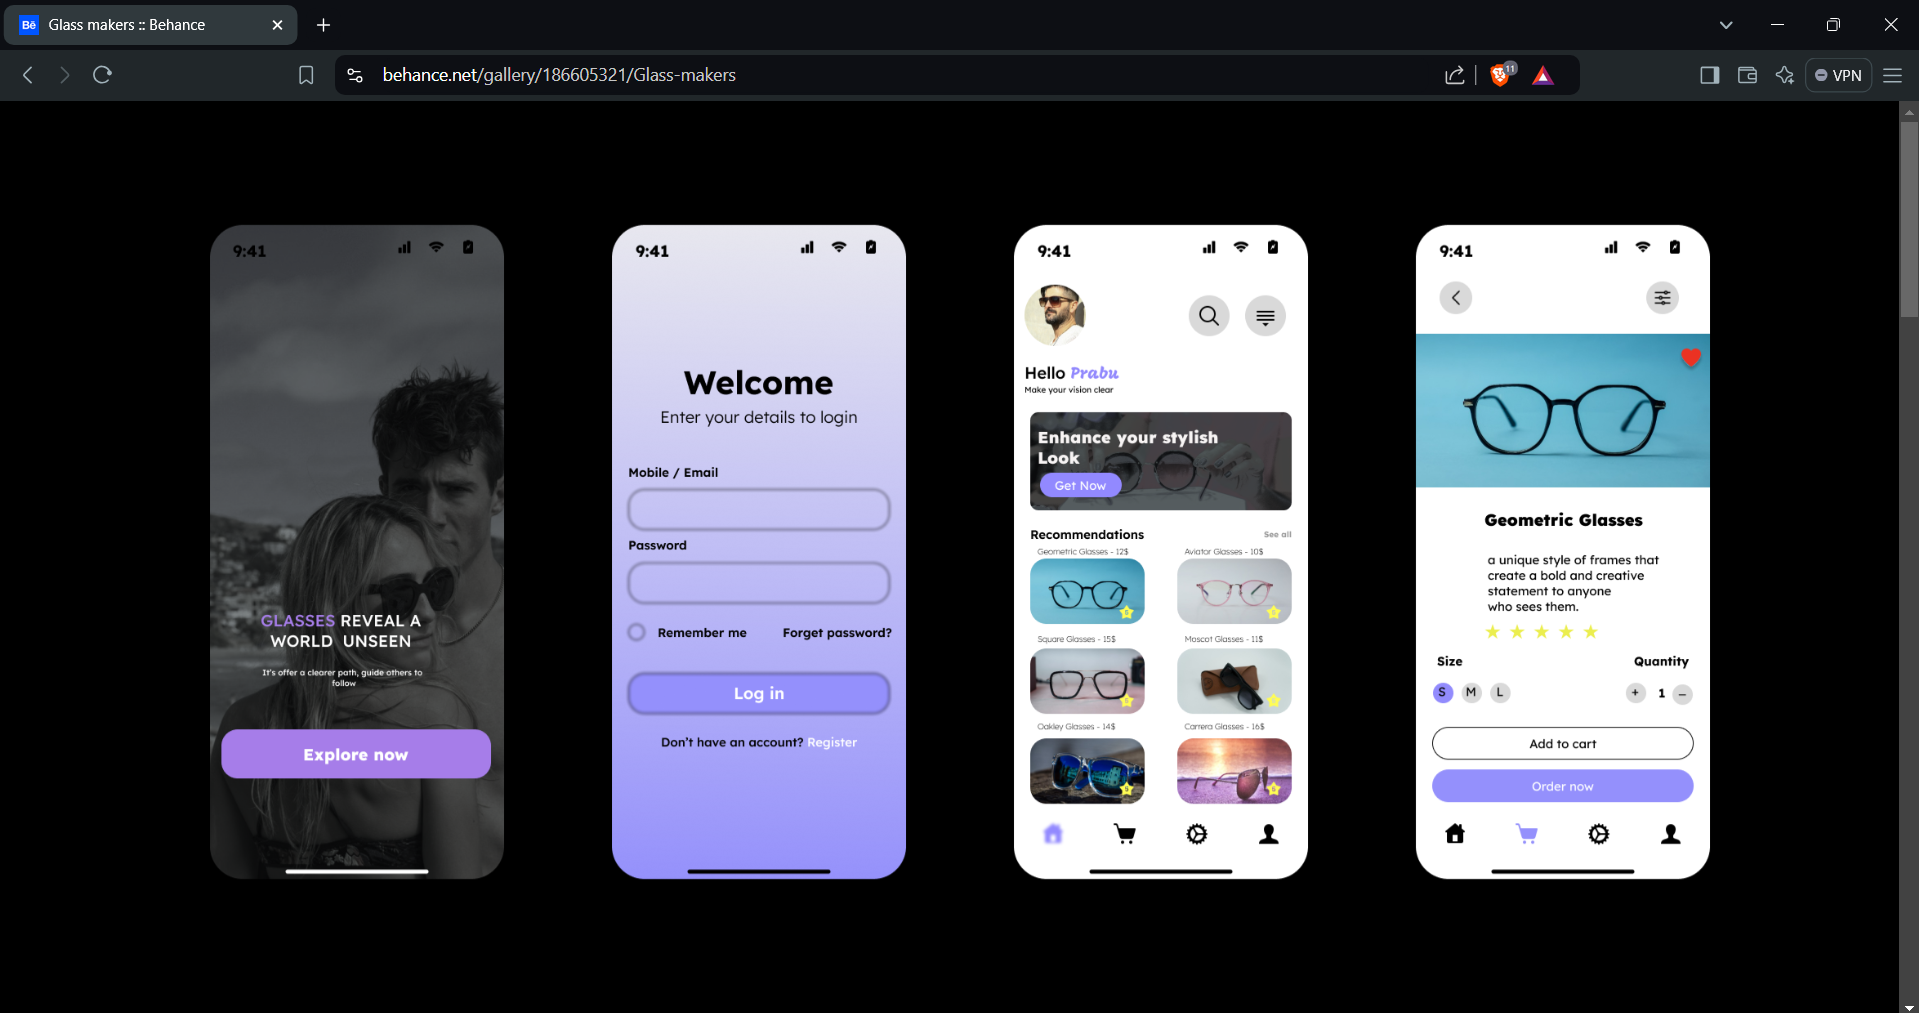 Bē Glass makers :: Behance
behance.net/gallery/186605321/Glass-makers
11
VPN
9:41
GLASSES REVEAL A
WORLD UNSEEN
It's offer a clearer path, guide others to
follow
Explore now
9:41
Welcome
Enter your details to login
Mobile / Email
Password
Remember me Forget password?
Log in
Don't have an account? Register
9:41
Hello Prabu
Make your vision clear
Enhance your stylish
Look
Get Now
Recommendations See all
Geometric Glasses - 12$ Aviator Glasses - 10$
Square Glasses - 15$ Moscot Glasses - 11$
Oakley Glasses - 14$ Carrera Glasses - 16$
9:41
Geometric Glasses
a unique style of frames that
create a bold and creative
statement to anyone
who sees them.
Size Quantity
S M L + 1 −
Add to cart
Order now